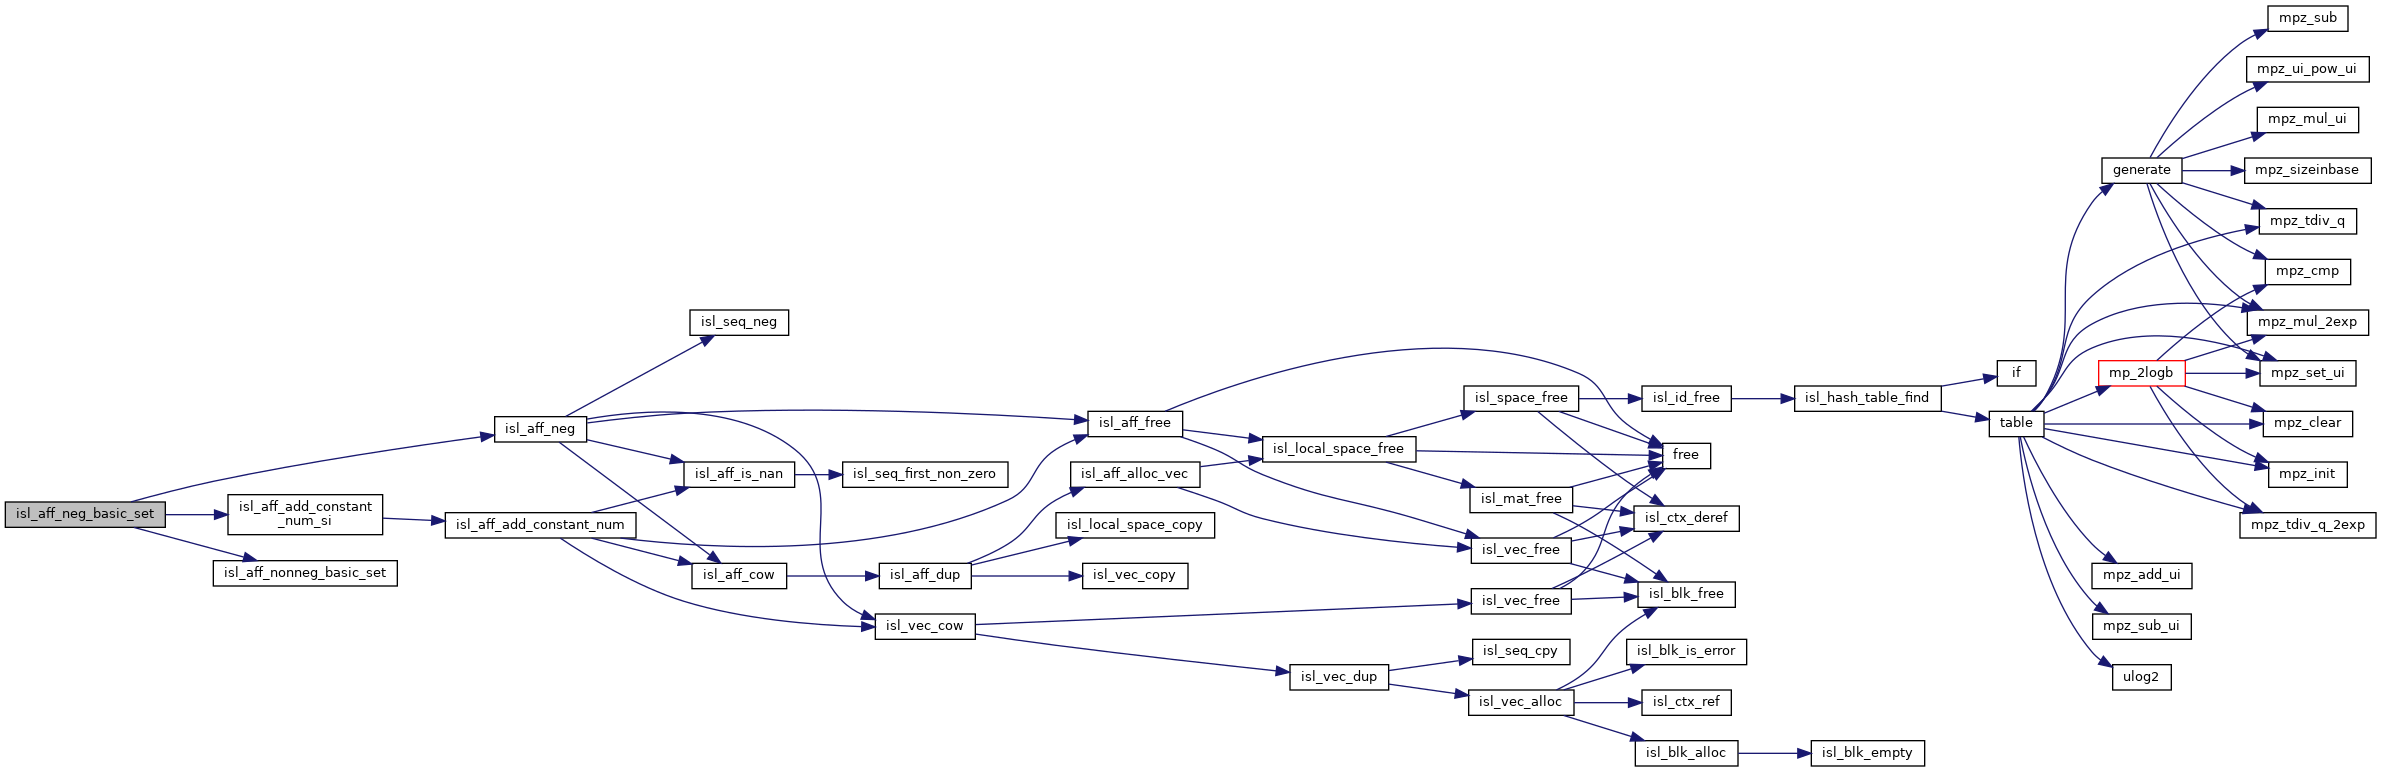 isl_aff_neg_basic_set
isl_aff_neg
isl_aff_add_constant
_num_si
isl_aff_nonneg_basic_set
isl_aff_add_constant_num
isl_seq_neg
isl_aff_is_nan
isl_aff_cow
isl_seq_first_non_zero
isl_aff_dup
isl_vec_cow
isl_aff_free
isl_aff_alloc_vec
isl_local_space_copy
isl_vec_copy
isl_local_space_free
isl_vec_dup
isl_space_free
isl_mat_free
isl_vec_free
isl_vec_free
isl_seq_cpy
isl_vec_alloc
isl_id_free
free
isl_ctx_deref
isl_blk_free
isl_blk_is_error
isl_ctx_ref
isl_blk_alloc
isl_hash_table_find
isl_blk_empty
if
table
generate
mp_2logb
mpz_add_ui
mpz_sub_ui
ulog2
mpz_sub
mpz_ui_pow_ui
mpz_mul_ui
mpz_sizeinbase
mpz_tdiv_q
mpz_cmp
mpz_mul_2exp
mpz_set_ui
mpz_clear
mpz_init
mpz_tdiv_q_2exp